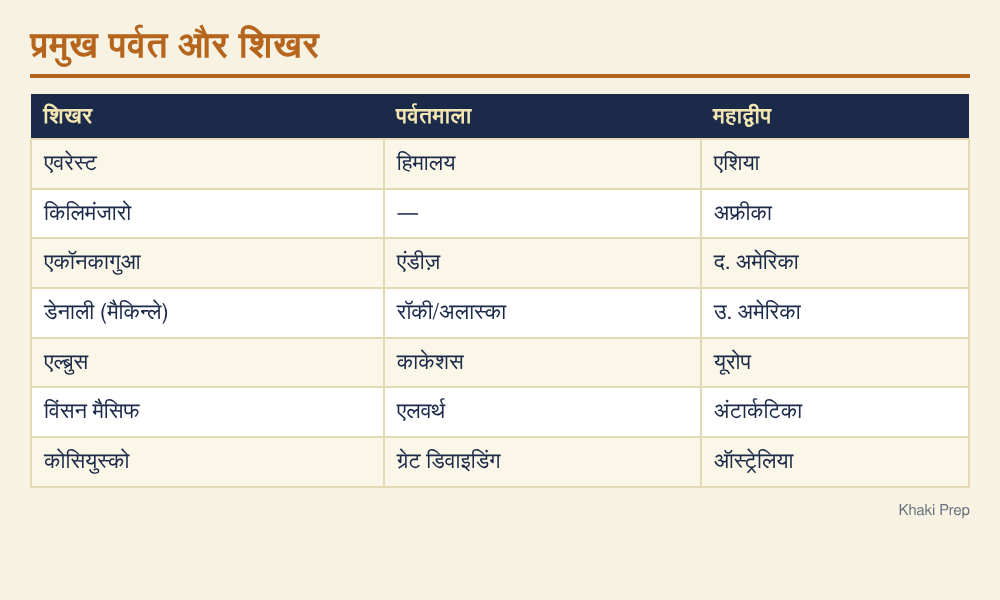 प्रमुख पर्वत और शिखर
शिखर पर्वतमाला महाद्वीप
एवरेस्ट हिमालय एशिया
किलिमंजारो — अफ्रीका
एकॉनकागुआ एंडीज़ द. अमेरिका
डेनाली (मैकिन्ले) रॉकी/अलास्का उ. अमेरिका
एल्ब्रुस काकेशस यूरोप
विंसन मैसिफ एलवर्थ अंटार्कटिका
कोसियुस्को ग्रेट डिवाइडिंग ऑस्ट्रेलिया
Khaki Prep